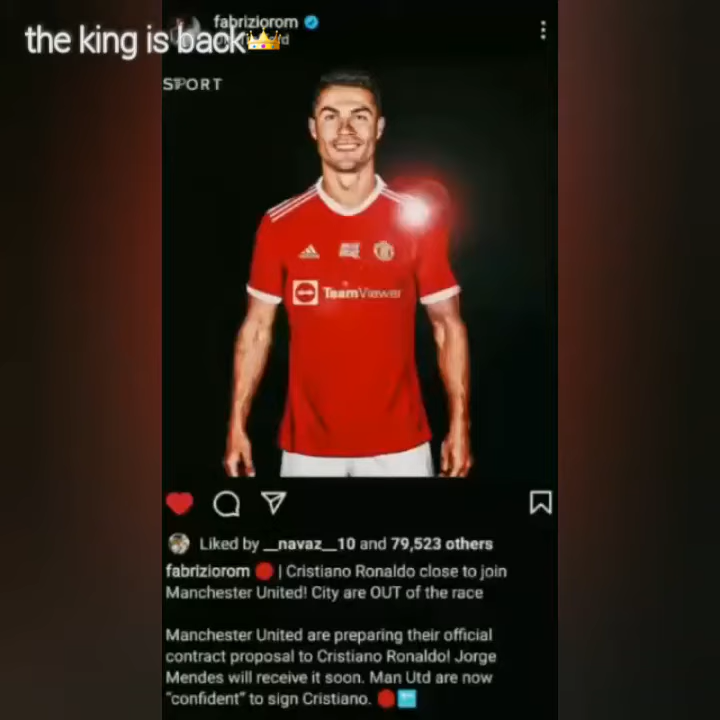 the king is back👑
fabriziorom
SPORT
TeamViewer
Liked by __navaz__10 and 79,523 others
fabriziorom 🔴 | Cristiano Ronaldo close to join
Manchester United! City are OUT of the race
Manchester United are preparing their official
contract proposal to Cristiano Ronaldo! Jorge
Mendes will receive it soon. Man Utd are now
"confident" to sign Cristiano. 🔴